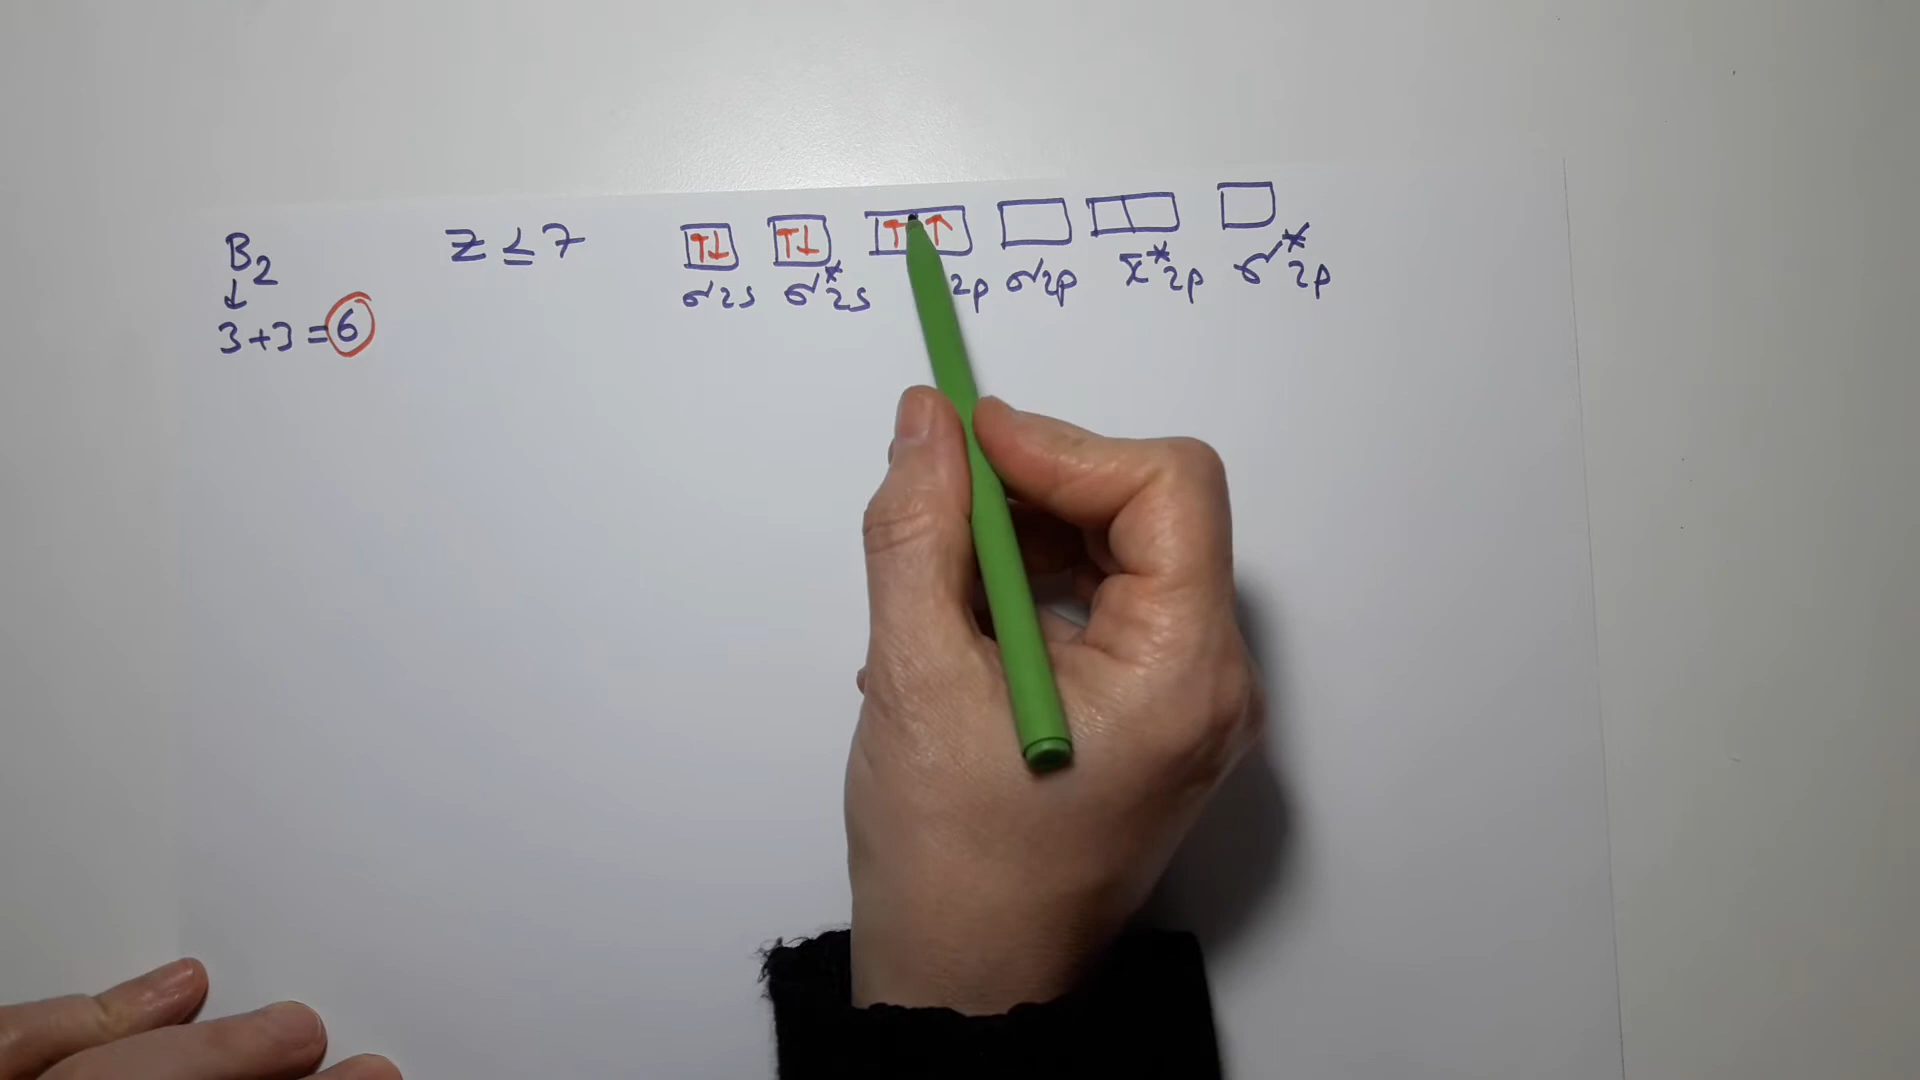 B₂ Z ≤ 7 ↑↓ ↑↓ ↑ ↑
σ2s σ*2s 2p σ2p π*2p σ*2p
↓
3+3=6